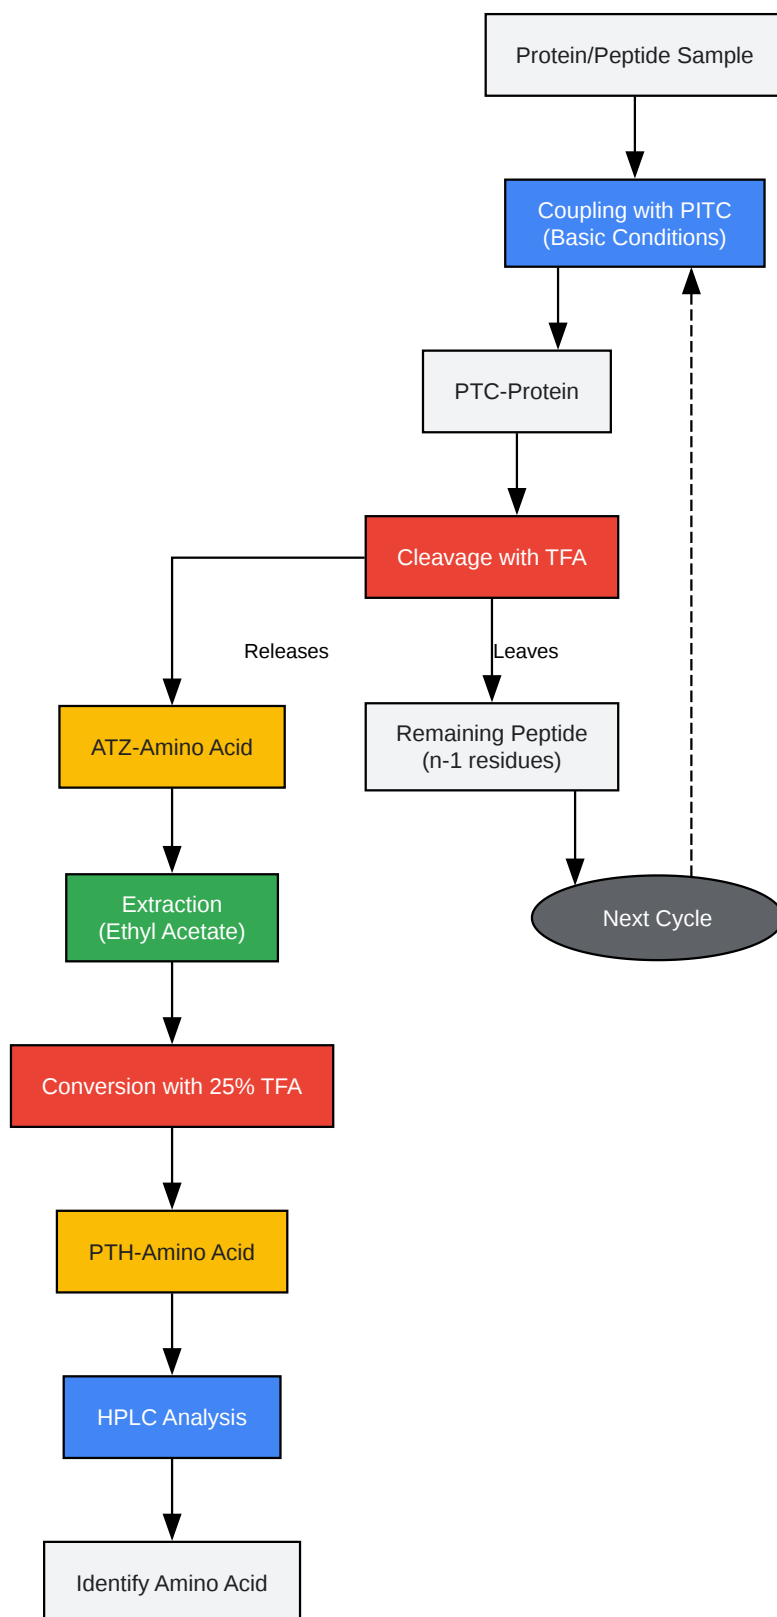 Protein/Peptide Sample
Coupling with PITC
(Basic Conditions)
PTC-Protein
Cleavage with TFA
Releases
Leaves
ATZ-Amino Acid
Remaining Peptide
(n-1 residues)
Extraction
(Ethyl Acetate)
Next Cycle
Conversion with 25% TFA
PTH-Amino Acid
HPLC Analysis
Identify Amino Acid